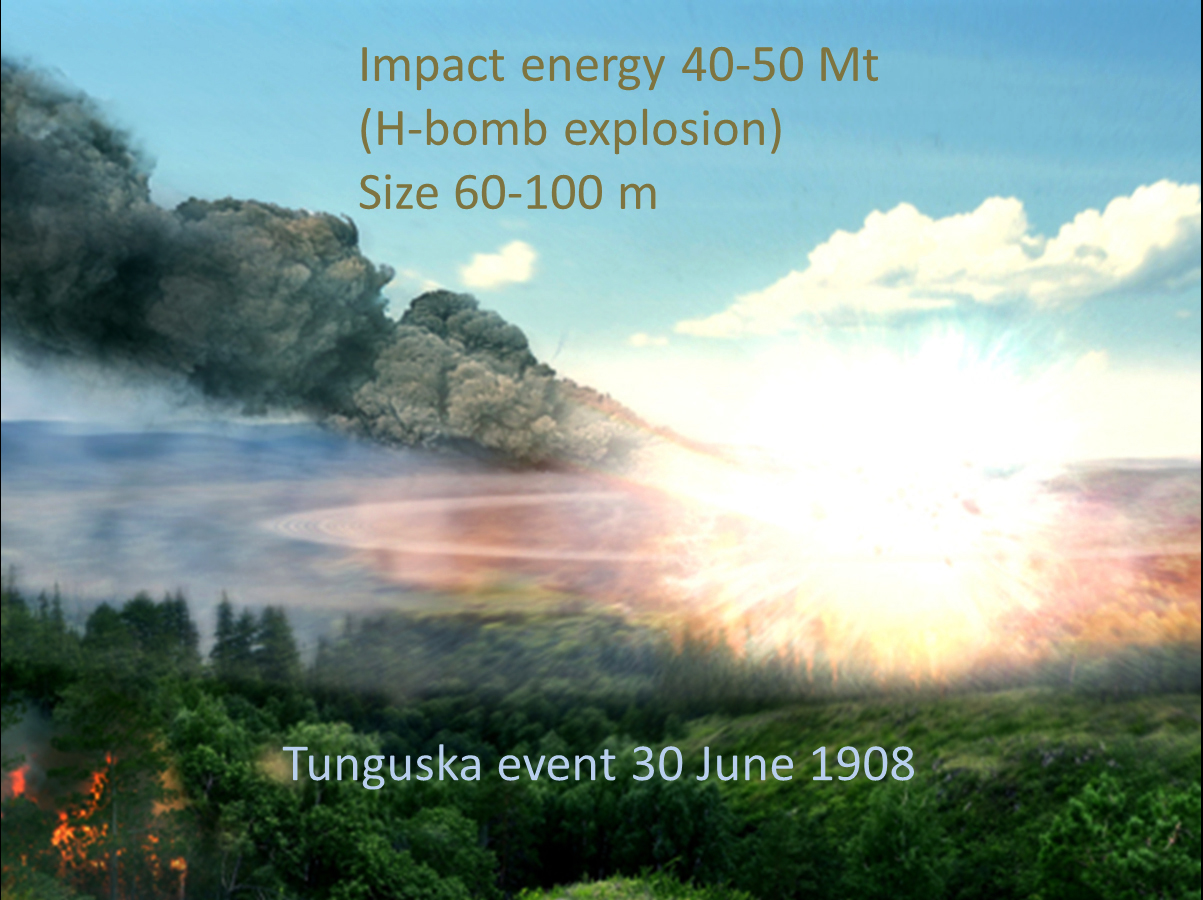 Impact energy 40-50 Mt
(H-bomb explosion)
Size 60-100 m
Tunguska event 30 June 1908